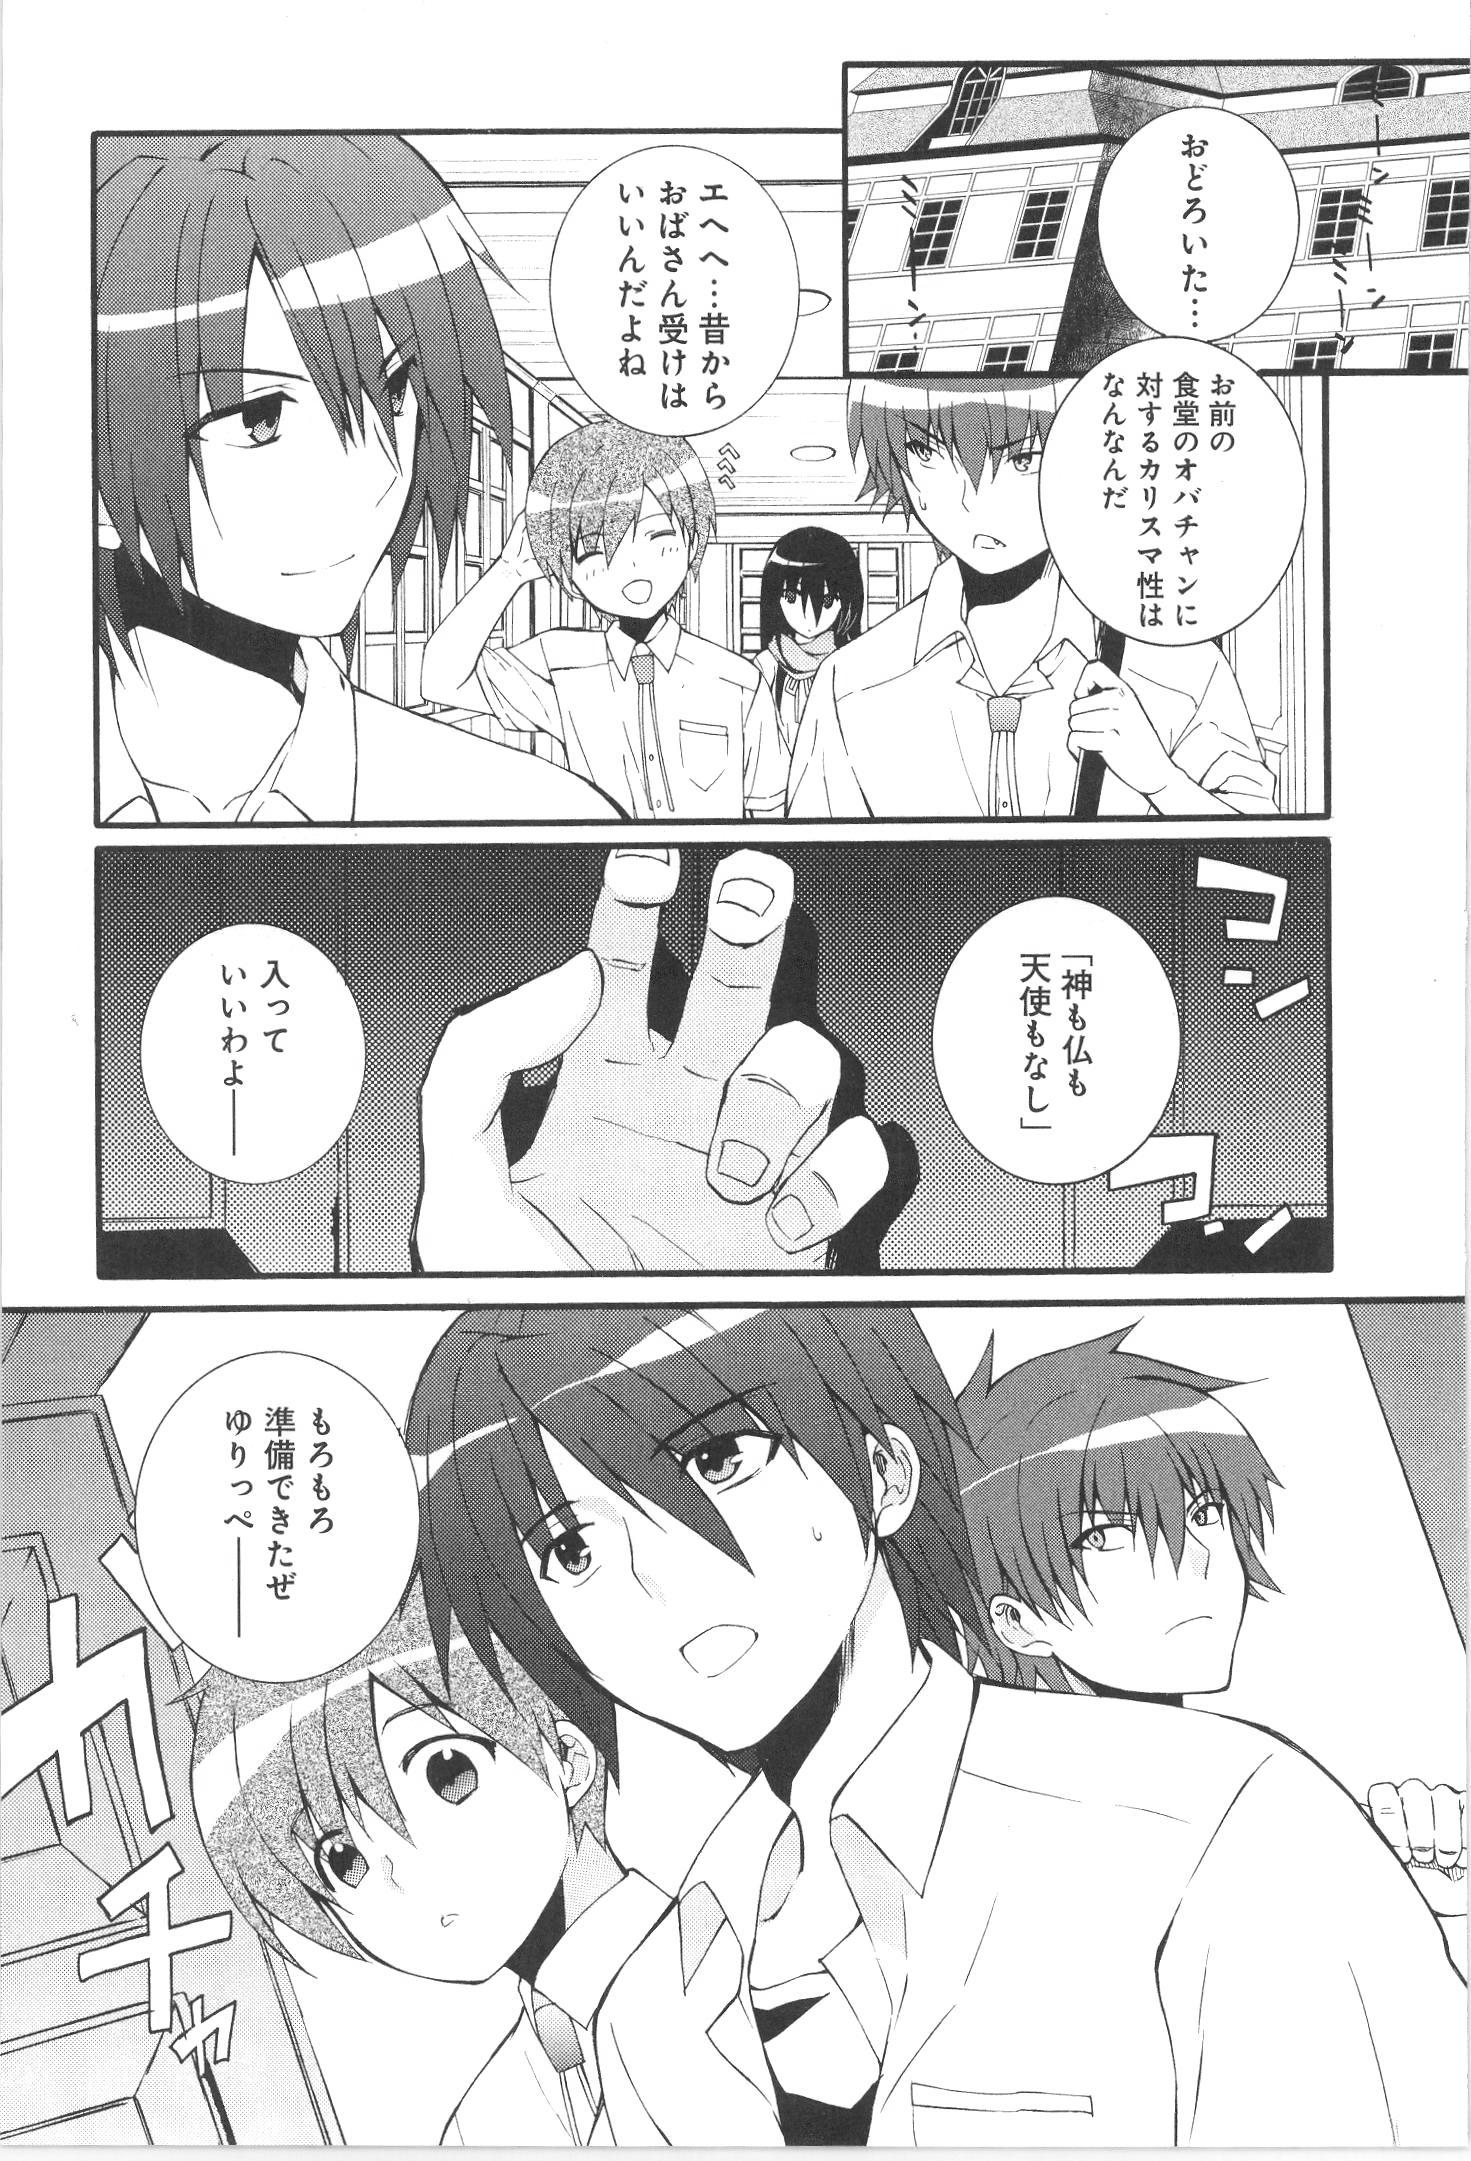 おどろいた…
お前の
食堂のオバチャンに
対するカリスマ性は
なんなんだ
エヘヘ…昔から
おばさん受けは
いいんだよね
へへへ
コン
コン
「神も仏も
天使もなし」
入って
いいわよ――
もろもろ
準備できたぜ
ゆりっぺ――
ガチャ